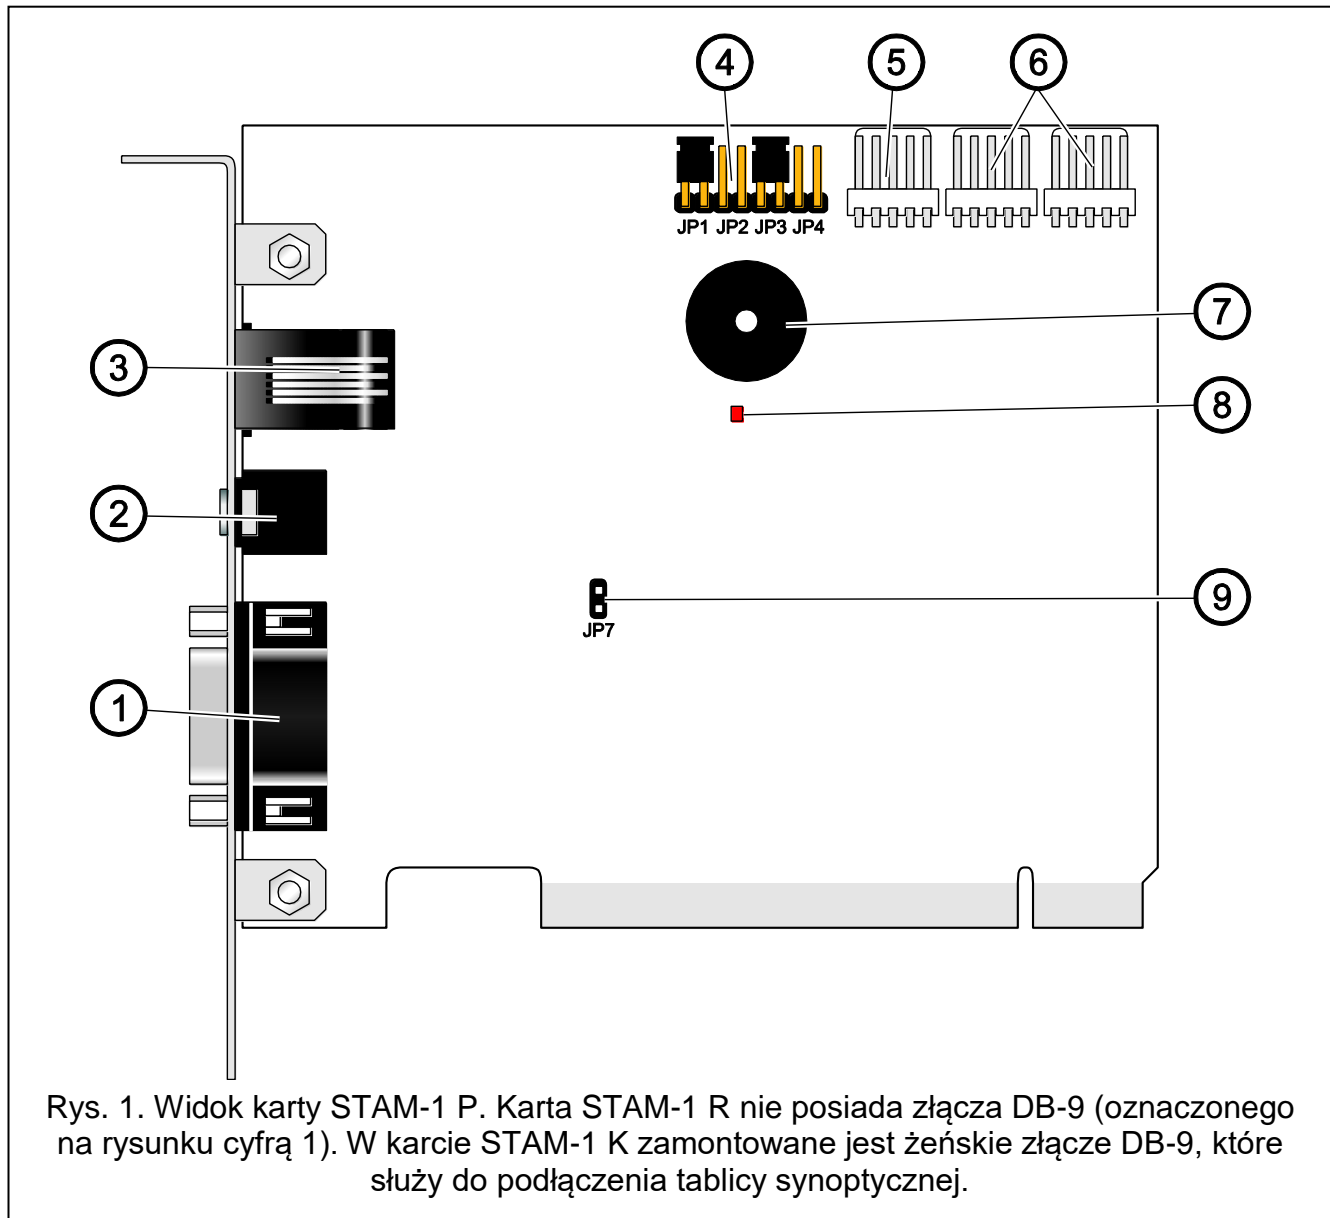 4 5 6
JP1 JP2 JP3 JP4
7
3
8
2
9
JP7
1
Rys. 1. Widok karty STAM-1 P. Karta STAM-1 R nie posiada złącza DB-9 (oznaczonego
na rysunku cyfrą 1). W karcie STAM-1 K zamontowane jest żeńskie złącze DB-9, które
służy do podłączenia tablicy synoptycznej.